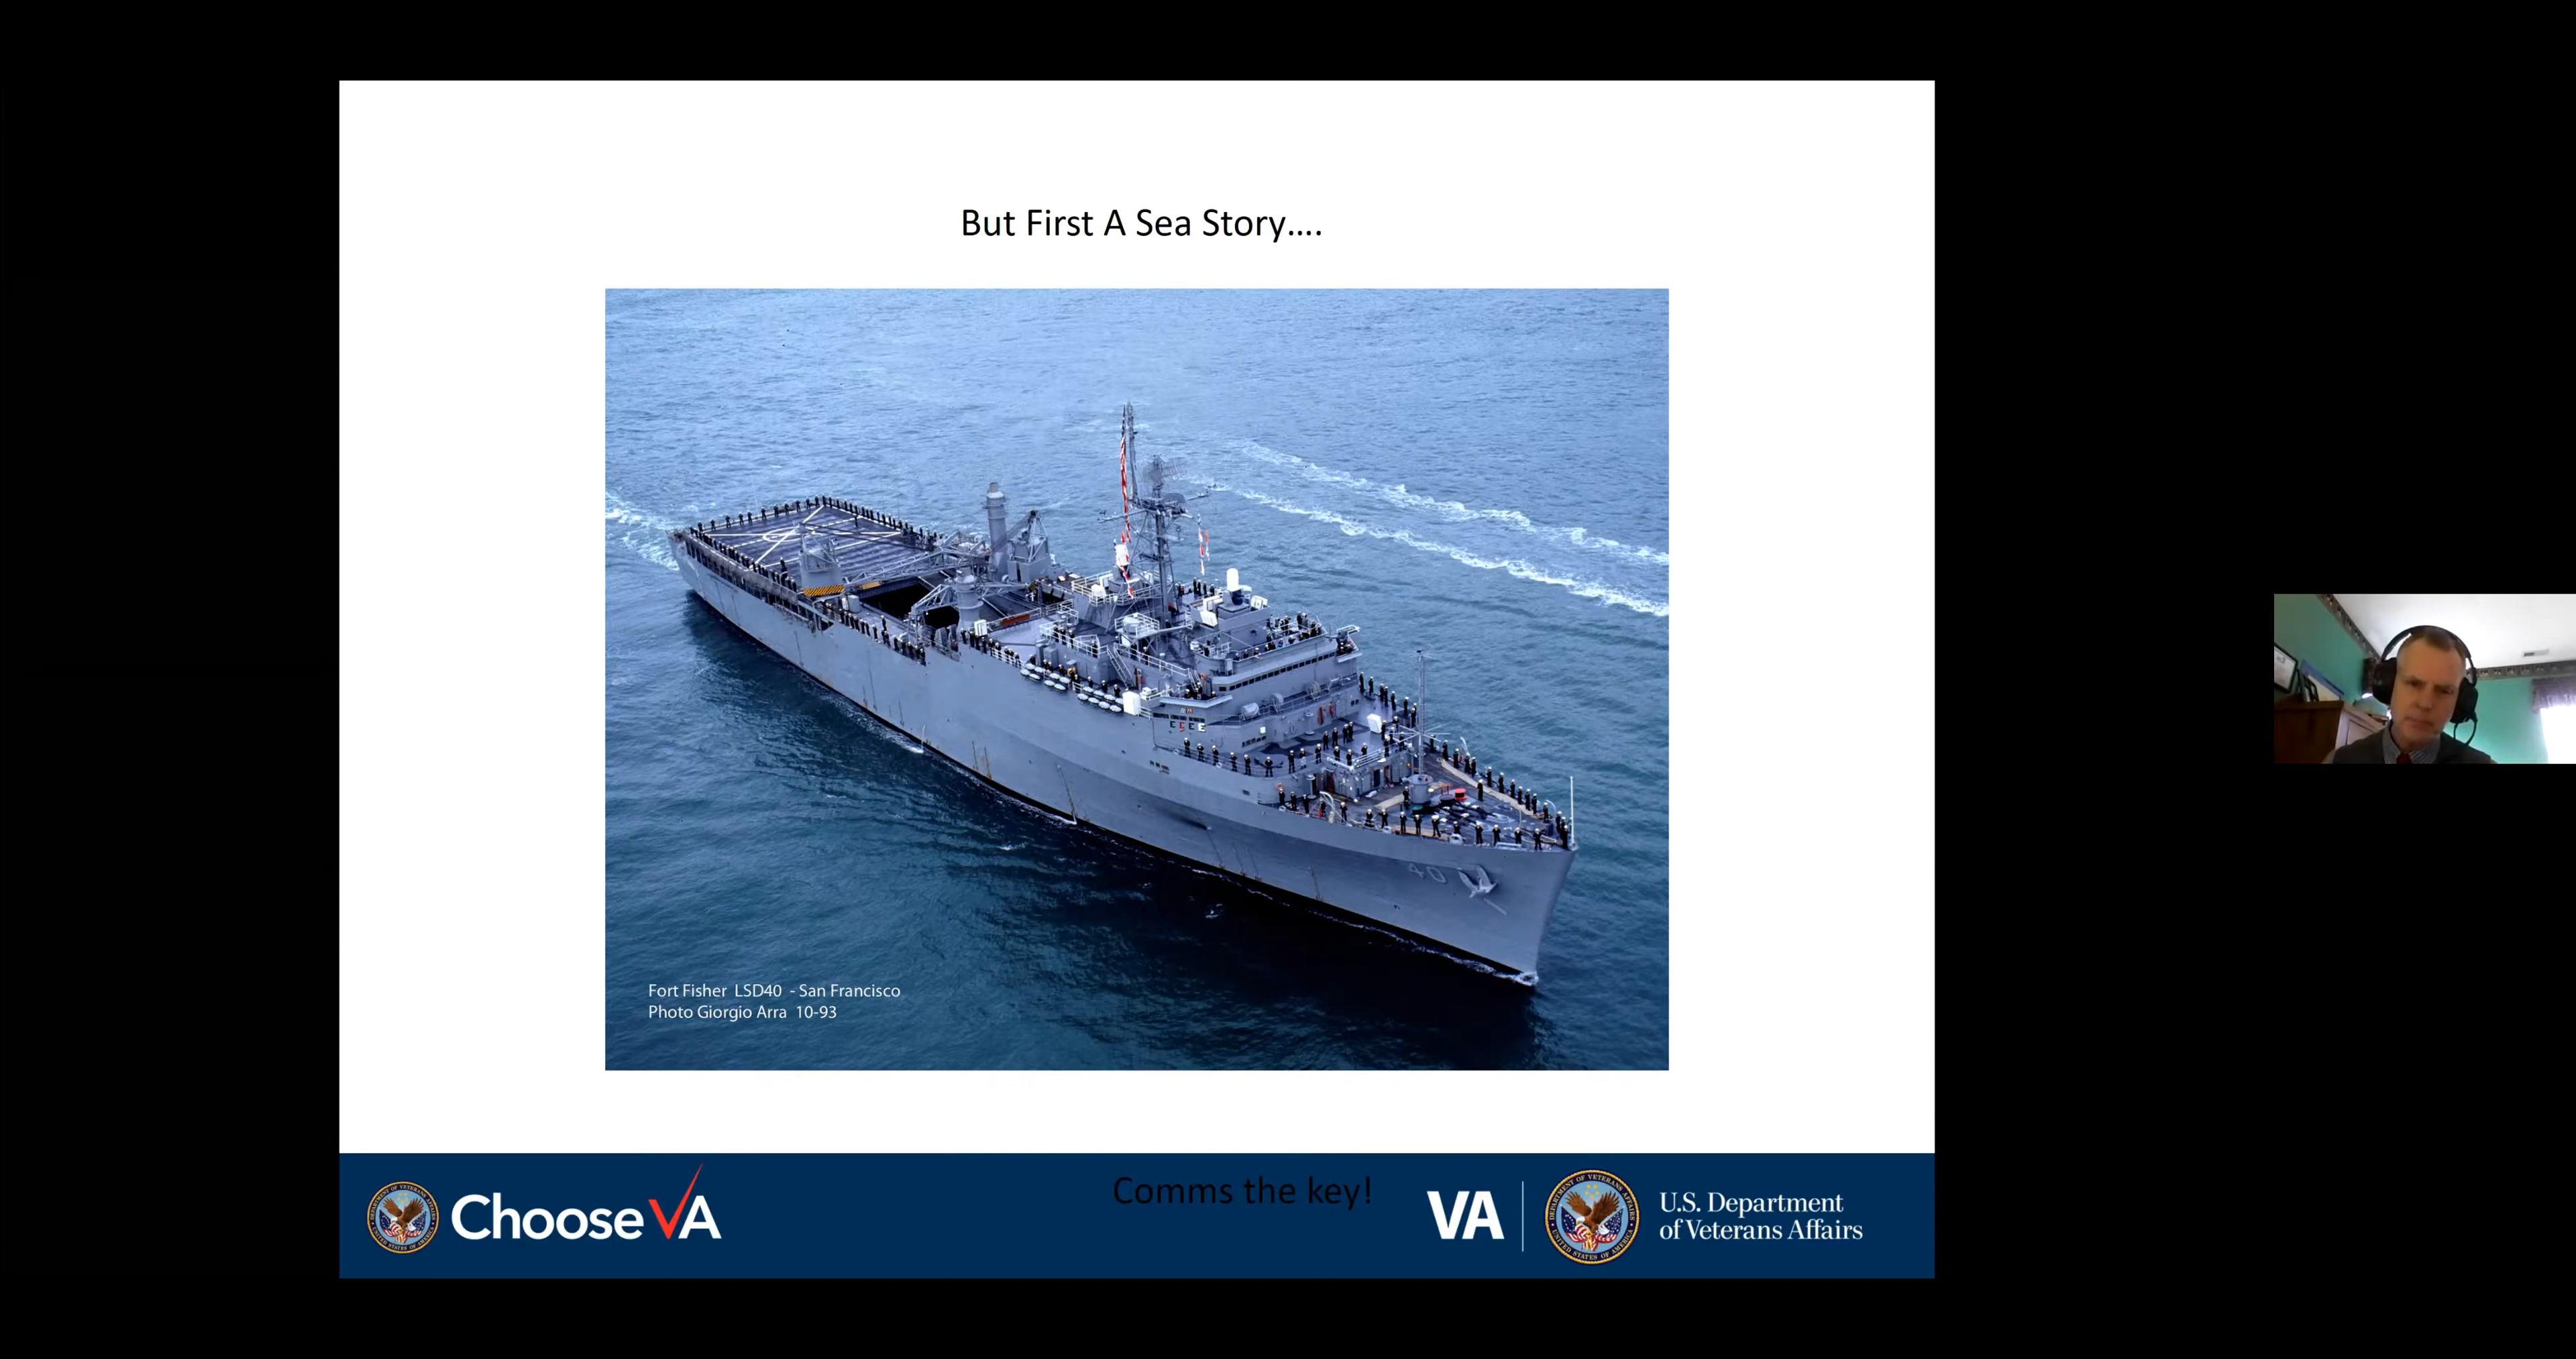 But First A Sea Story....
40
Fort Fisher LSD40 - San Francisco
Photo Giorgio Arra 10-93
Choose VA
Comms the key!
VA
U.S. Department
of Veterans Affairs